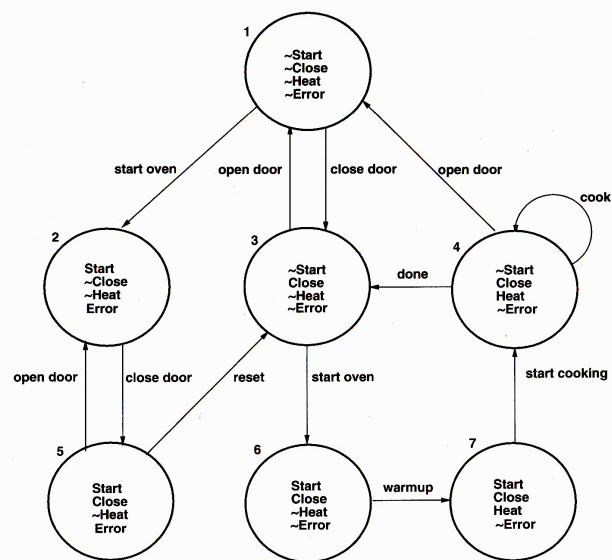 1
~Start
~Close
~Heat
~Error
start oven
open door
close door
open door
cook
2
Start
~Close
~Heat
Error
3
~Start
Close
~Heat
~Error
done
4
~Start
Close
Heat
~Error
open door
close door
reset
start oven
start cooking
5
Start
Close
~Heat
Error
6
Start
Close
~Heat
~Error
warmup
7
Start
Close
Heat
~Error